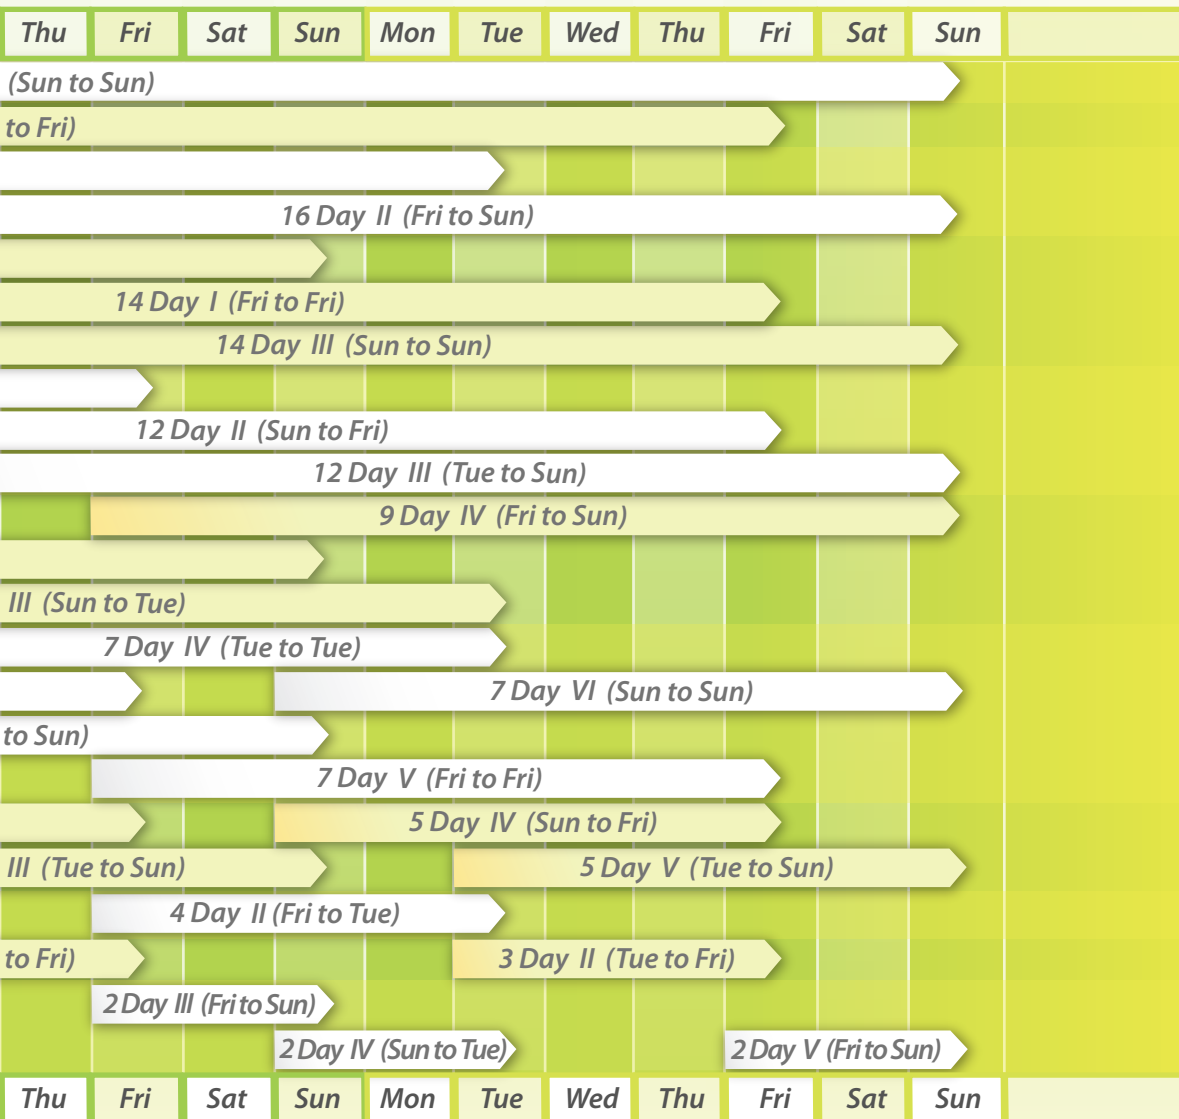 Thu Fri Sat Sun Mon Tue Wed Thu Fri Sat Sun
(Sun to Sun)
to Fri)
16 Day II (Fri to Sun)
14 Day I (Fri to Fri)
14 Day III (Sun to Sun)
12 Day II (Sun to Fri)
12 Day III (Tue to Sun)
9 Day IV (Fri to Sun)
III (Sun to Tue)
7 Day IV (Tue to Tue)
7 Day VI (Sun to Sun)
to Sun)
7 Day V (Fri to Fri)
5 Day IV (Sun to Fri)
III (Tue to Sun) 5 Day V (Tue to Sun)
4 Day II (Fri to Tue)
to Fri) 3 Day II (Tue to Fri)
2 Day III (Fri to Sun)
2 Day IV (Sun to Tue) 2 Day V (Fri to Sun)
Thu Fri Sat Sun Mon Tue Wed Thu Fri Sat Sun